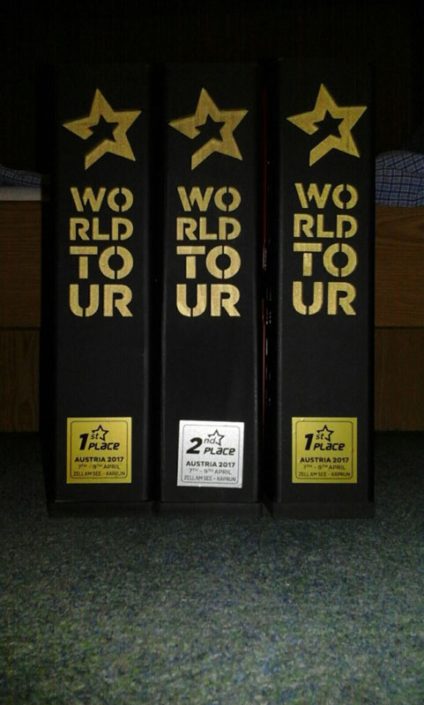 WO
RLD
TO
UR
1st PLACE
AUSTRIA 2017
7TH - 9TH APRIL
ZELL AM SEE - KAPRUN
WO
RLD
TO
UR
2nd PLACE
AUSTRIA 2017
7TH - 9TH APRIL
ZELL AM SEE - KAPRUN
WO
RLD
TO
UR
1st PLACE
AUSTRIA 2017
7TH - 9TH APRIL
ZELL AM SEE - KAPRUN